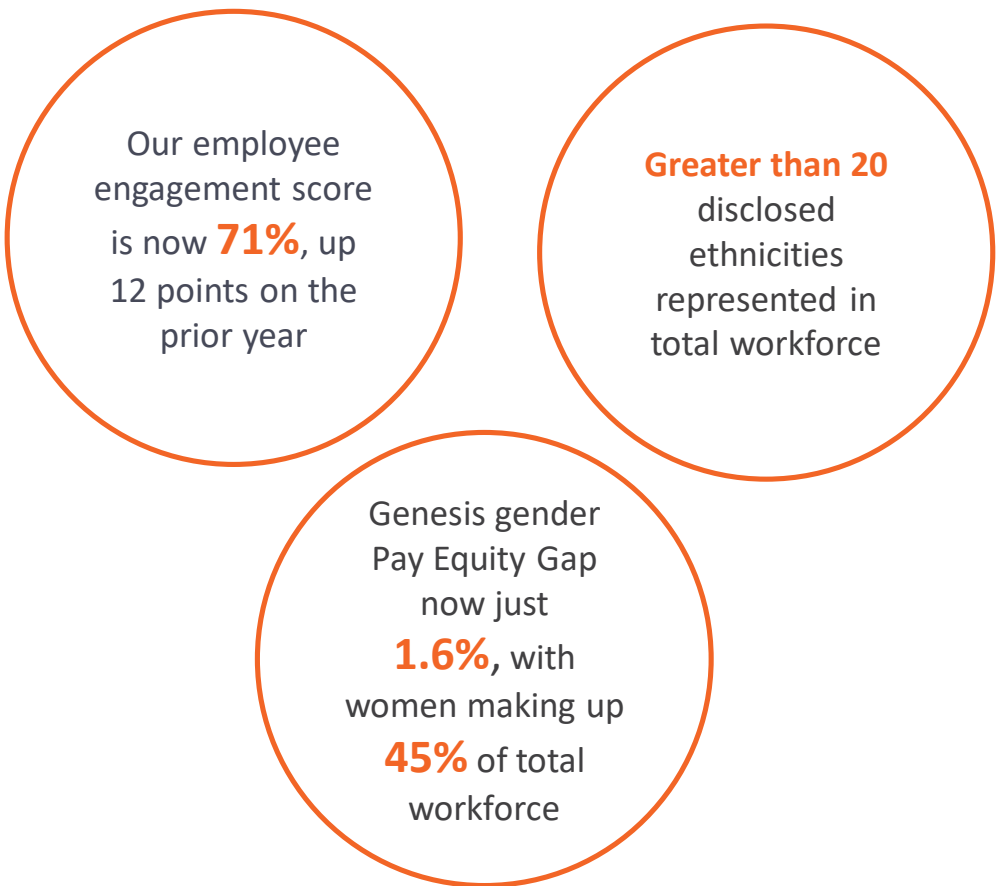 Our employee
engagement score
is now 71%, up
12 points on the
prior year
Greater than 20
disclosed
ethnicities
represented in
total workforce
Genesis gender
Pay Equity Gap
now just
1.6%, with
women making up
45% of total
workforce